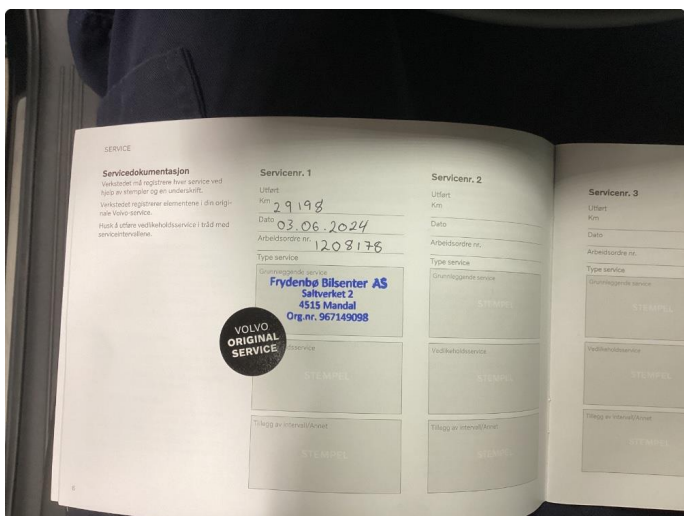 SERVICE
Servicedokumentasjon
Verkstedet må registrere hver service ved
hjelp av stempler og en underskrift.
Verkstedet registrerer elementene i din origi-
nale Volvo-service.
Husk å utføre vedlikeholdsservice i tråd med
serviceintervallene.
Servicenr. 1
Utført
Km 29198
Dato 03.06.2024
Arbeidsordre nr. 1208178
Type service
Grunnleggende service
Frydenbø Bilsenter AS
Saltverket 2
4515 Mandal
Org.nr. 967149098
VOLVO
ORIGINAL
SERVICE
STEMPEL
Tillegg av intervall/Annet
STEMPEL
Servicenr. 2
Utført
Km
Dato
Arbeidsordre nr.
Type service
Grunnleggende service
STEMPEL
Vedlikeholdsservice
STEMPEL
Tillegg av intervall/Annet
STEMPEL
Servicenr. 3
Utført
Km
Dato
Arbeidsordre nr.
Type service
Grunnleggende service
STEMPEL
Vedlikeholdsservice
STEMPEL
Tillegg av intervall/Annet
STEMPEL
8